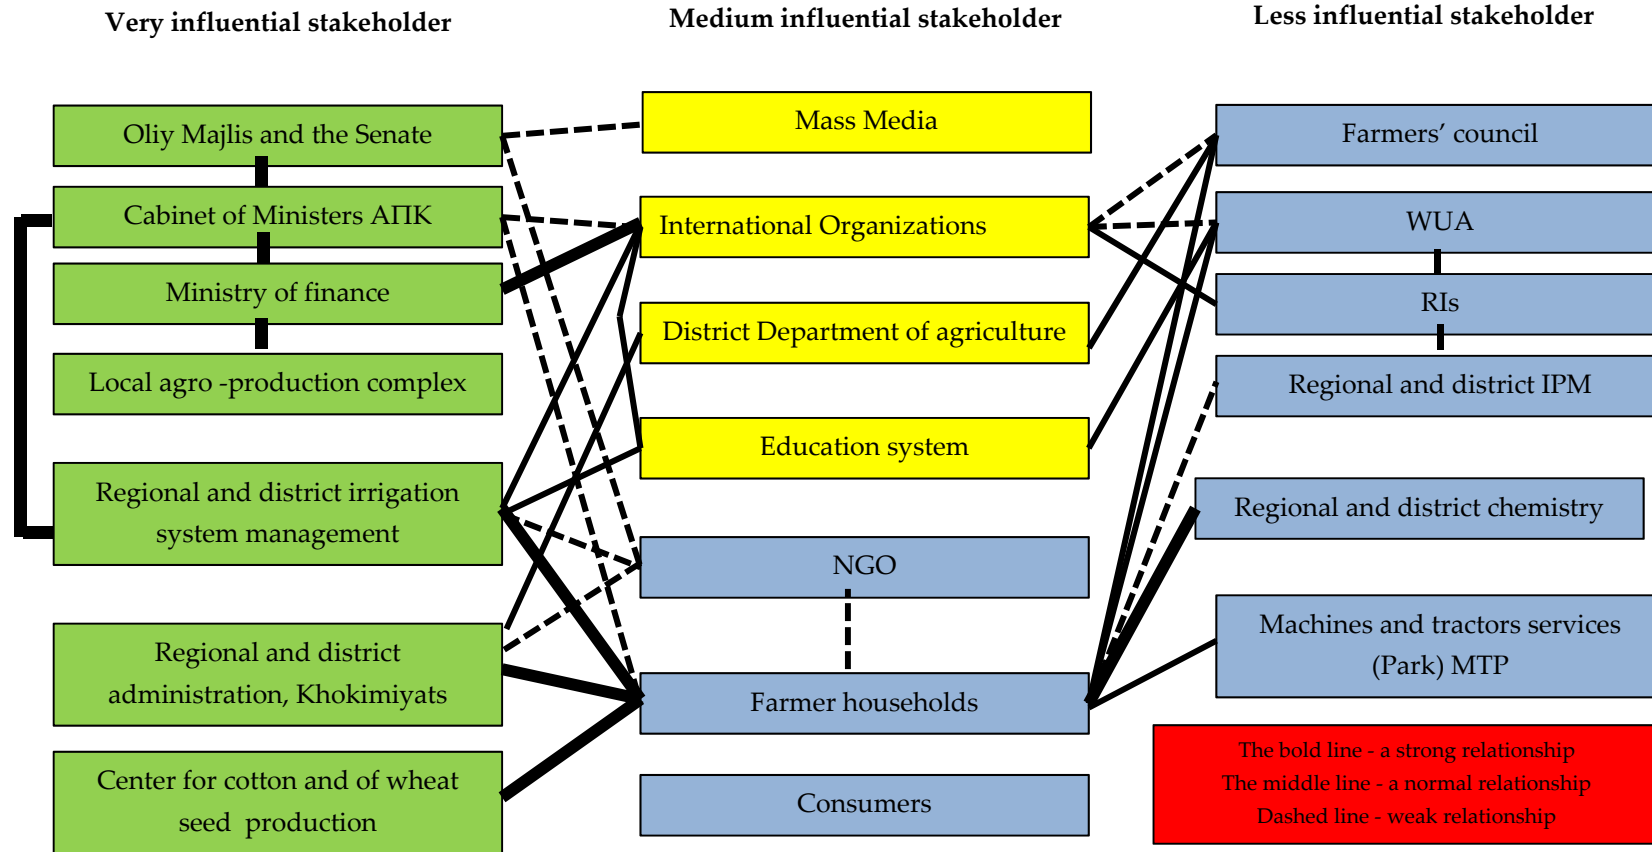 Very influential stakeholder
Medium influential stakeholder
Less influential stakeholder
Oliy Majlis and the Senate
Cabinet of Ministers АПК
Ministry of finance
Local agro -production complex
Regional and district irrigation
system management
Regional and district
administration, Khokimiyats
Center for cotton and of wheat
seed production
Mass Media
International Organizations
District Department of agriculture
Education system
NGO
Farmer households
Consumers
Farmers’ council
WUA
RIs
Regional and district IPM
Regional and district chemistry
Machines and tractors services
(Park) MTP
The bold line - a strong relationship
The middle line - a normal relationship
Dashed line - weak relationship